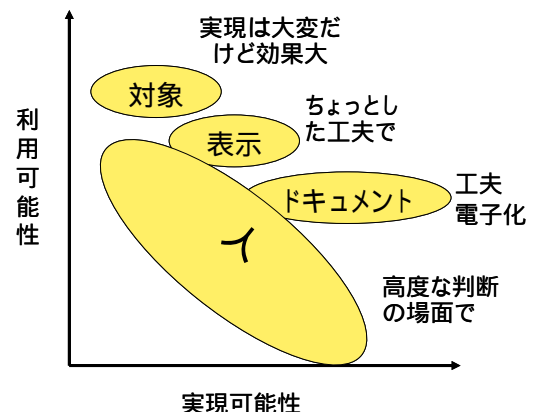 実現は大変だ
けど効果大
対象
ちょっとし
た工夫で
表示
利用可能性
ドキュメント
工夫
電子化
人
高度な判断
の場面で
実現可能性